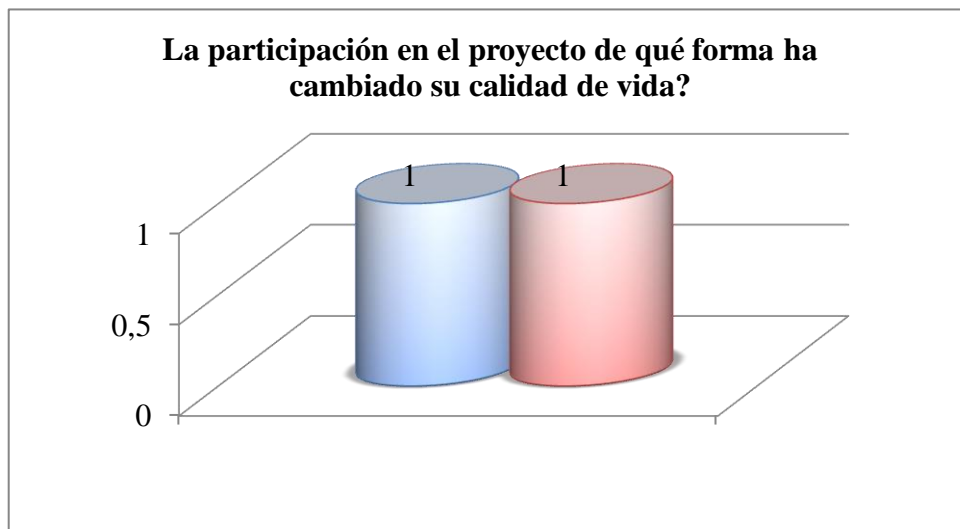 La participación en el proyecto de qué forma ha
cambiado su calidad de vida?
1 1
1
0,5
0